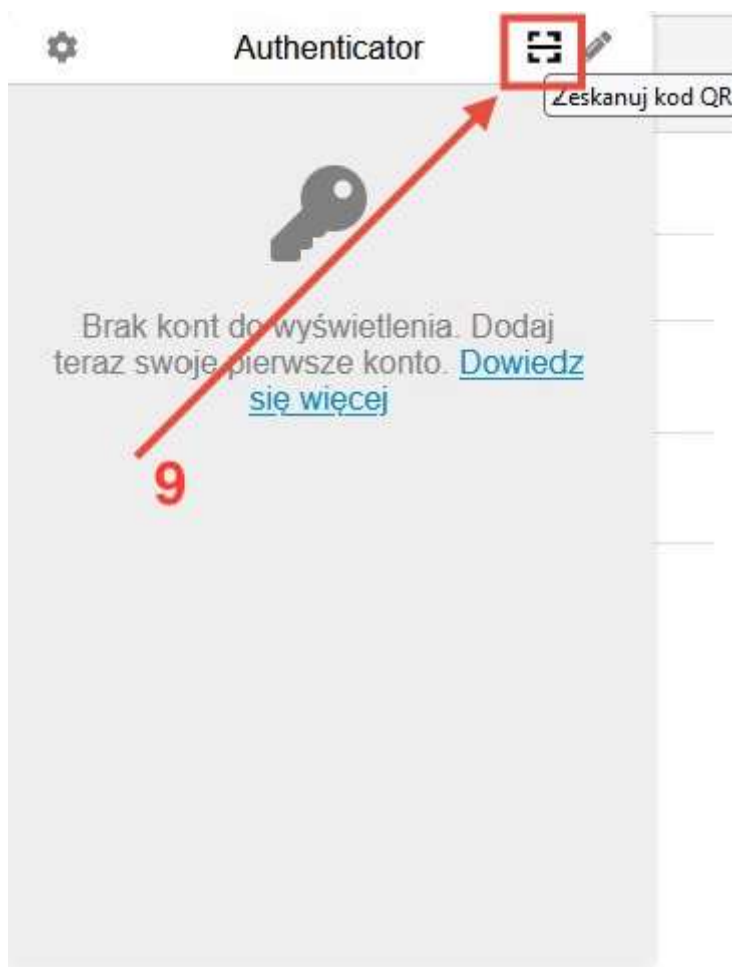 Authenticator
Zeskanuj kod QR
Brak kont do wyświetlenia. Dodaj
teraz swoje pierwsze konto. Dowiedz
się więcej
9